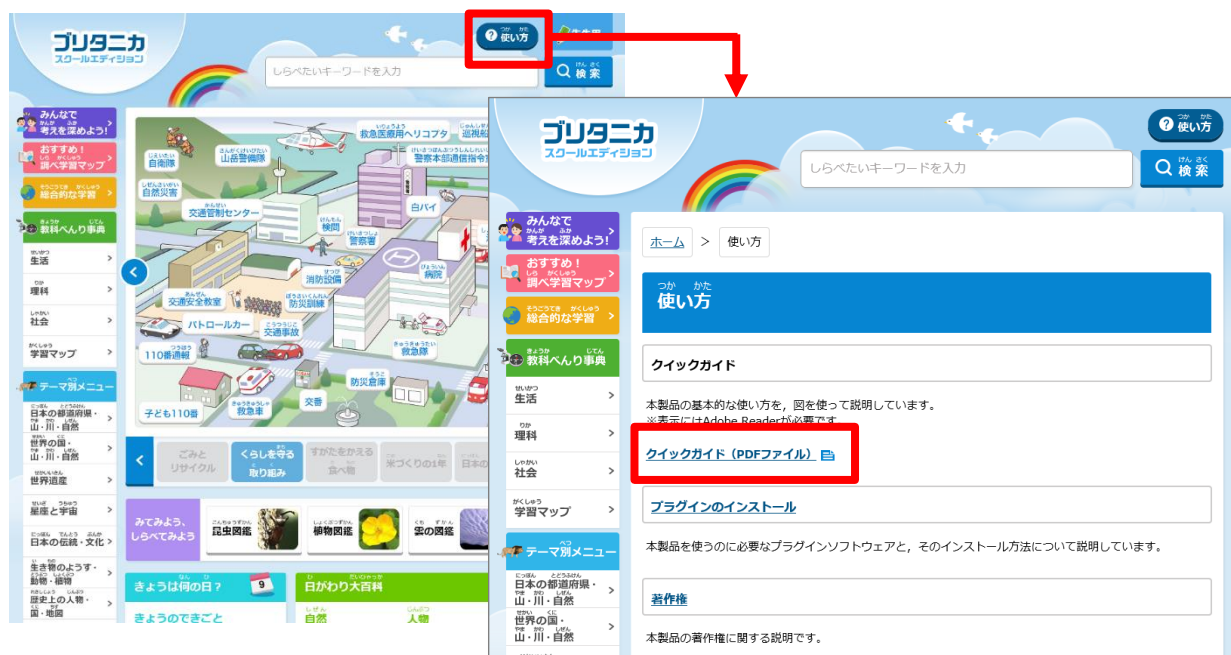 ブリタニカ
スクールエディション
使い方
しらべたいキーワードを入力
検索
みんなで
考えを深めよう!
おすすめ!
調べ学習マップ
総合的な学習
教科べんり事典
生活
理科
社会
学習マップ
テーマ別メニュー
日本の都道府県・
山・川・自然
世界の国・
山・川・自然
世界遺産
星座と宇宙
日本の伝統・文化
生き物のようす・
動物・植物
歴史上の人物・
国・地図
救急医療用ヘリコプタ
巡視船
自衛隊
山岳警備隊
警察本部通信指令
自然災害
交通管制センター
白バイ
検問
警察署
消防設備
病院
交通安全教室
防災訓練
パトロールカー
交通事故
110番通報
救急隊
防災倉庫
子ども110番
救急車
交番
ごみと
リサイクル
くらしを守る
取り組み
すがたをかえる
食べ物
米づくりの1年
日本の
みてみよう、
しらべてみよう
昆虫図鑑
植物図鑑
雲の図鑑
きょうは何の日?
9
日がわり大百科
きょうのできごと
自然
人物
ブリタニカ
スクールエディション
使い方
しらべたいキーワードを入力
検索
みんなで
考えを深めよう!
おすすめ!
調べ学習マップ
総合的な学習
教科べんり事典
生活
理科
社会
学習マップ
テーマ別メニュー
日本の都道府県・
山・川・自然
世界の国・
山・川・自然
ホーム > 使い方
使い方
クイックガイド
本製品の基本的な使い方を，図を使って説明しています。
※表示にはAdobe Readerが必要です
クイックガイド（PDFファイル）
プラグインのインストール
本製品を使うのに必要なプラグインソフトウェアと，そのインストール方法について説明しています。
著作権
本製品の著作権に関する説明です。